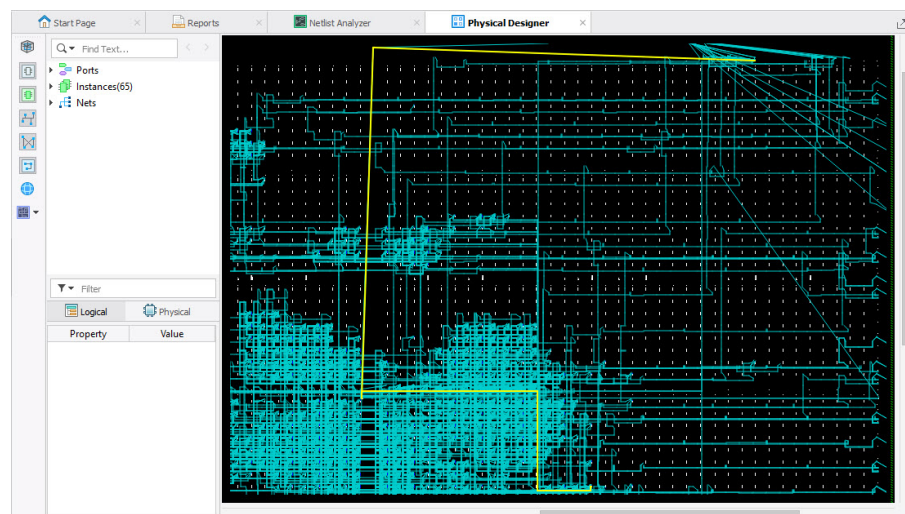 Start Page
Reports
Netlist Analyzer
Physical Designer
Find Text...
Ports
Instances(65)
Nets
Filter
Logical
Physical
Property
Value